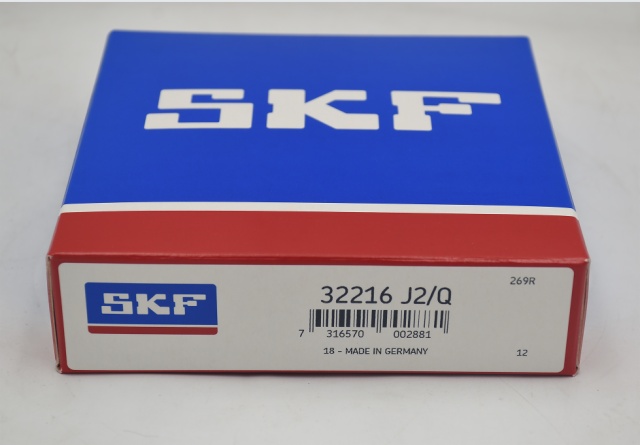 SKF
SKF
32216 J2/Q
269R
7 316570 002881
18 – MADE IN GERMANY
12